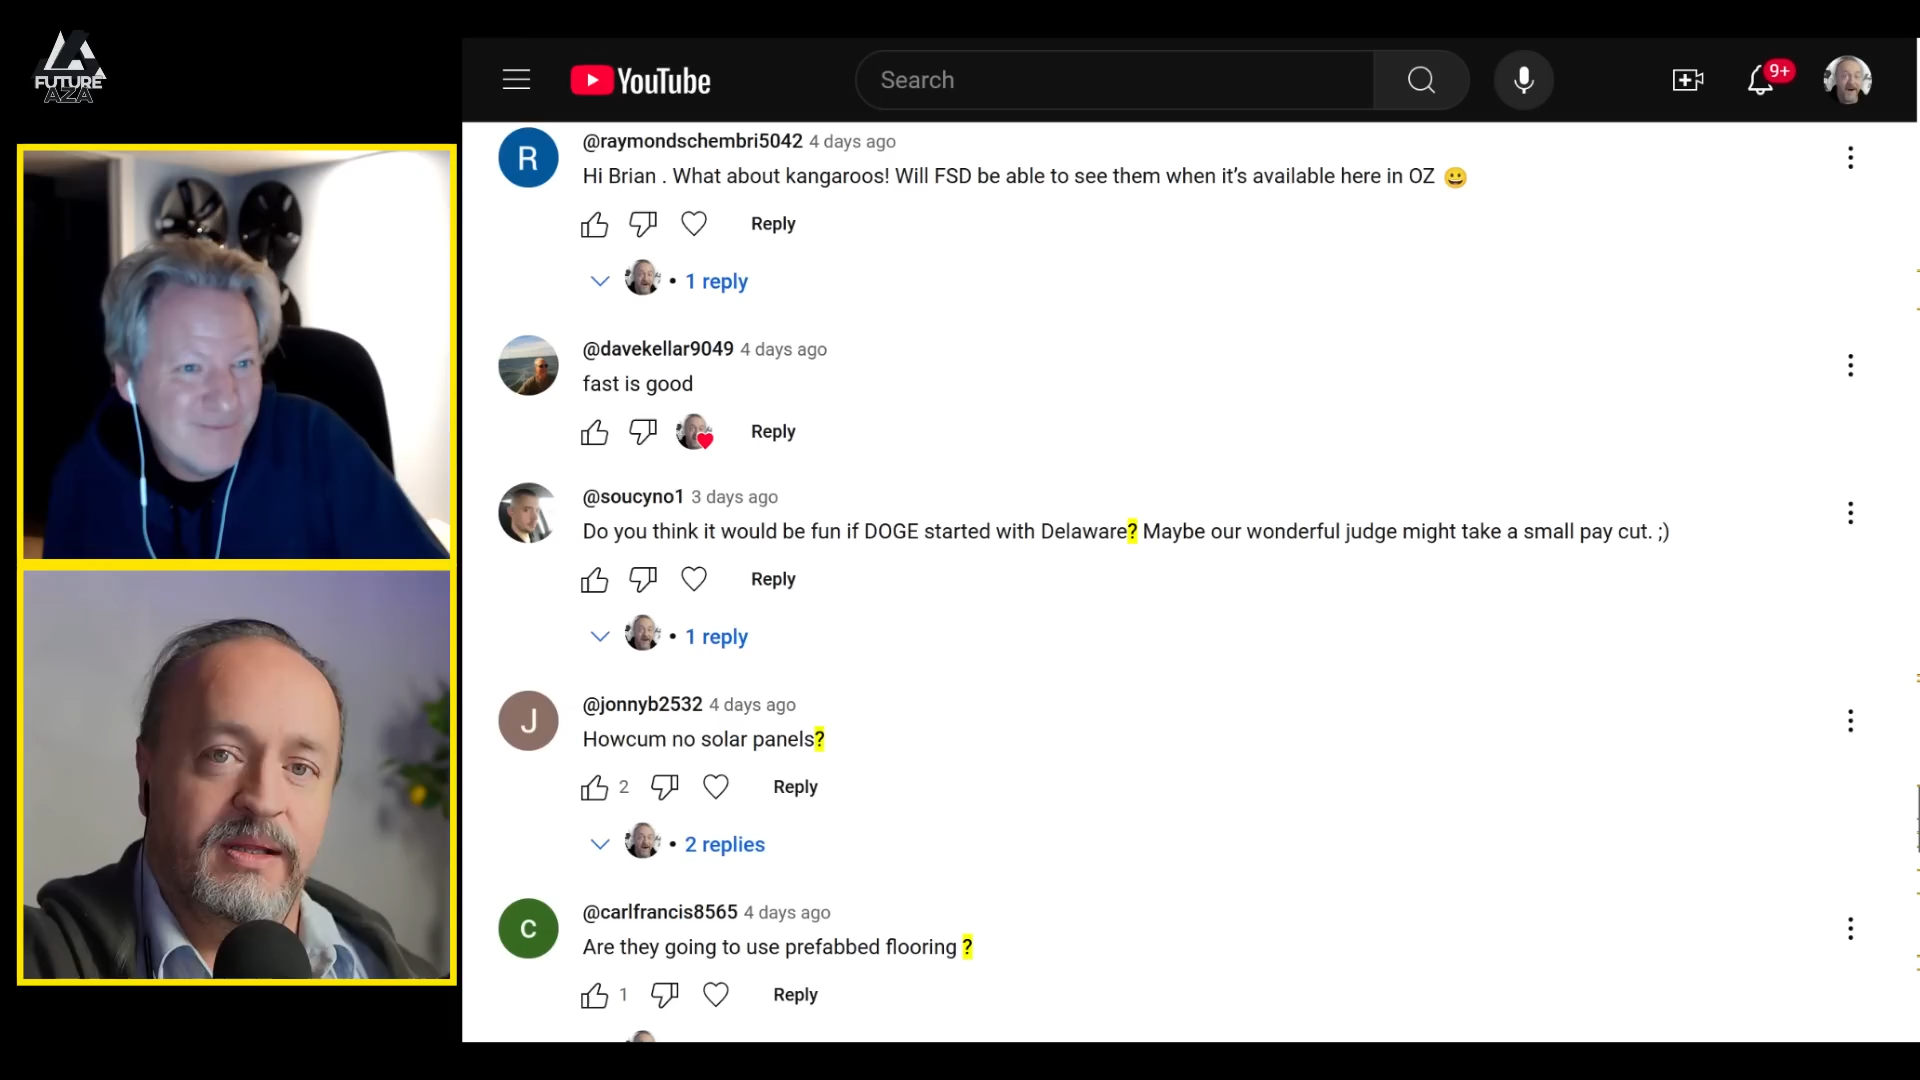 FUTURE
AZA
YouTube
Search
9+
R
@raymondschembri5042 4 days ago
Hi Brian . What about kangaroos! Will FSD be able to see them when it’s available here in OZ 😀
Reply
• 1 reply
@davekellar9049 4 days ago
fast is good
Reply
@soucyno1 3 days ago
Do you think it would be fun if DOGE started with Delaware? Maybe our wonderful judge might take a small pay cut. ;)
Reply
• 1 reply
J
@jonnyb2532 4 days ago
Howcum no solar panels?
2 Reply
• 2 replies
C
@carlfrancis8565 4 days ago
Are they going to use prefabbed flooring ?
1 Reply